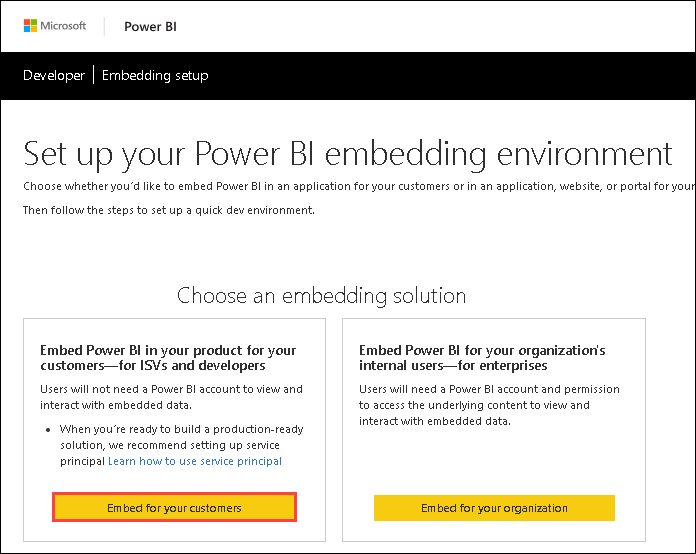 Microsoft
Power BI
Developer
Embedding setup
Set up your Power BI embedding environment
Choose whether you'd like to embed Power BI in an application for your customers or in an application, website, or portal for your
Then follow the steps to set up a quick dev environment.
Choose an embedding solution
Embed Power BI in your product for your
customers—for ISVs and developers
Users will not need a Power BI account to view and
interact with embedded data.
• When you're ready to build a production-ready
solution, we recommend setting up service
principal Learn how to use service principal
Embed for your customers
Embed Power BI for your organization's
internal users—for enterprises
Users will need a Power BI account and permission
to access the underlying content to view and
interact with embedded data.
Embed for your organization